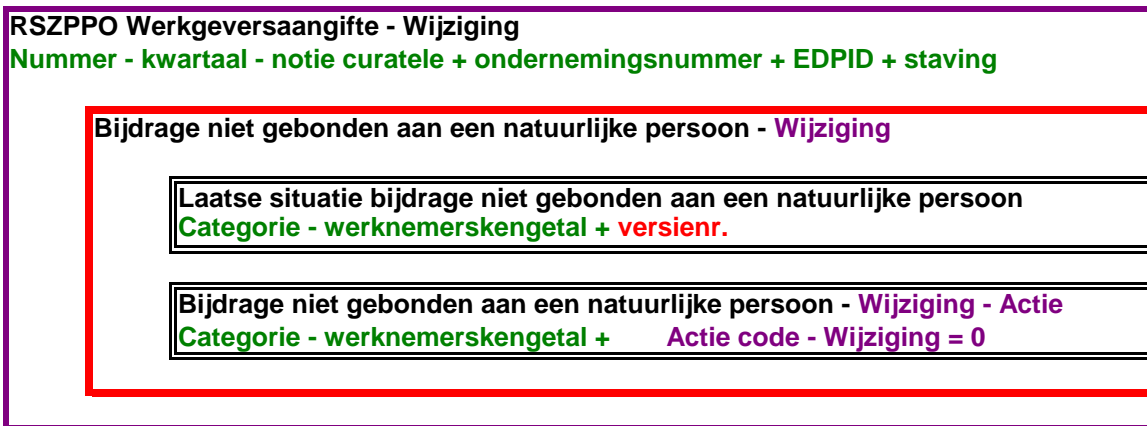 RSZPPO Werkgeversaangifte - Wijziging
Nummer - kwartaal - notie curatele + ondernemingsnummer + EDPID + staving
Bijdrage niet gebonden aan een natuurlijke persoon - Wijziging
Laatse situatie bijdrage niet gebonden aan een natuurlijke persoon
Categorie - werknemerskengetal + versienr.
Bijdrage niet gebonden aan een natuurlijke persoon - Wijziging - Actie
Categorie - werknemerskengetal + Actie code - Wijziging = 0